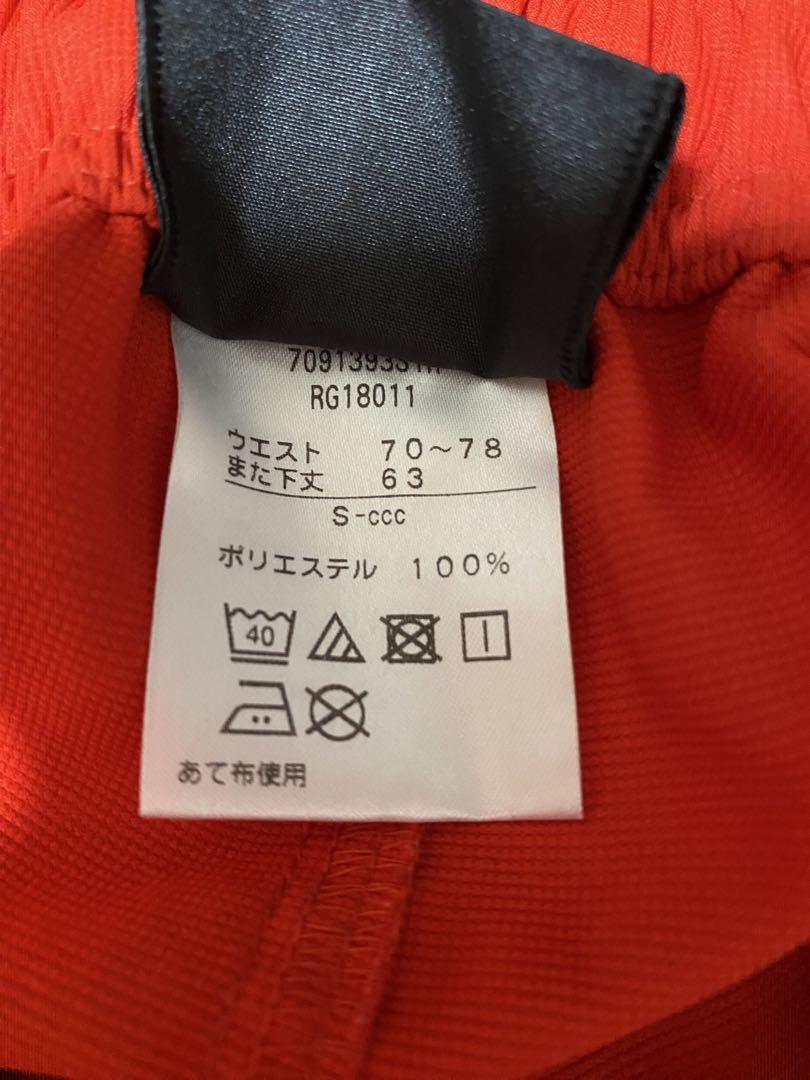 RG18011
ウエスト 70~78
また下丈 63
S-ccc
ポリエステル 100%
40
あて布使用